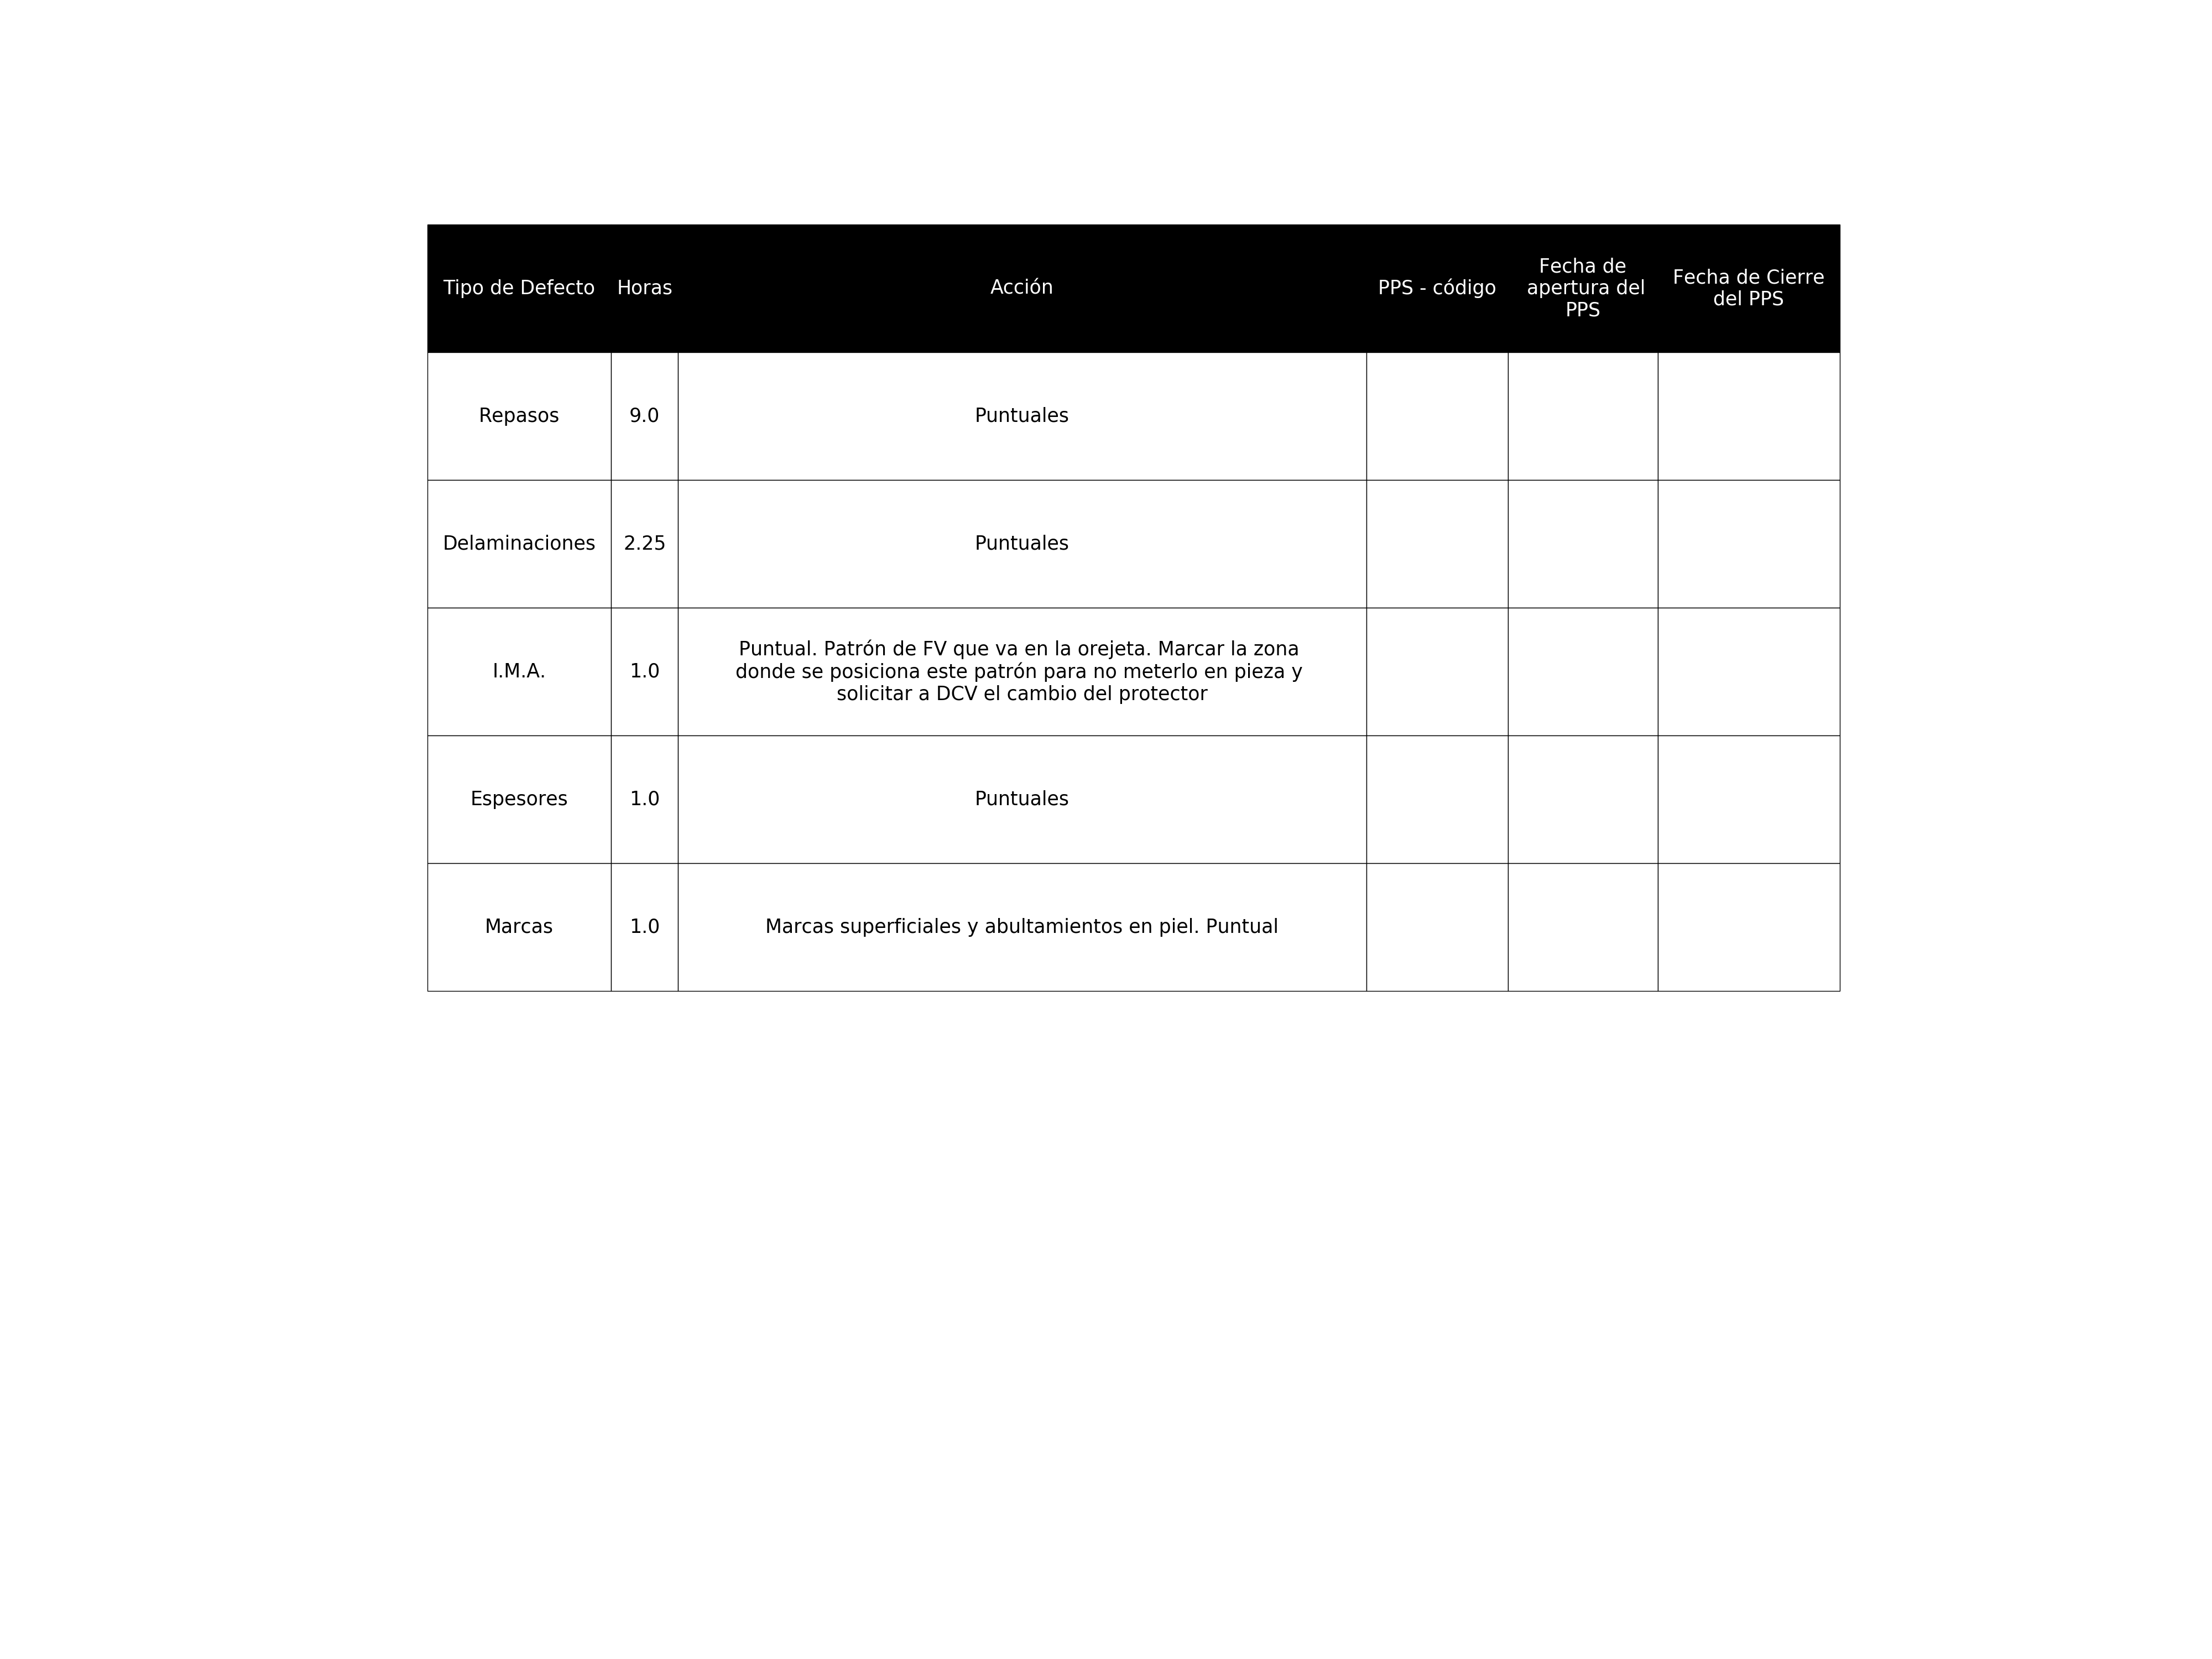 Tipo de Defecto
Horas
Acción
PPS - código
Fecha de
apertura del
PPS
Fecha de Cierre
del PPS
Repasos
9.0
Puntuales
Delaminaciones
2.25
Puntuales
I.M.A.
1.0
Puntual. Patrón de FV que va en la orejeta. Marcar la zona
donde se posiciona este patrón para no meterlo en pieza y
solicitar a DCV el cambio del protector
Espesores
1.0
Puntuales
Marcas
1.0
Marcas superficiales y abultamientos en piel. Puntual